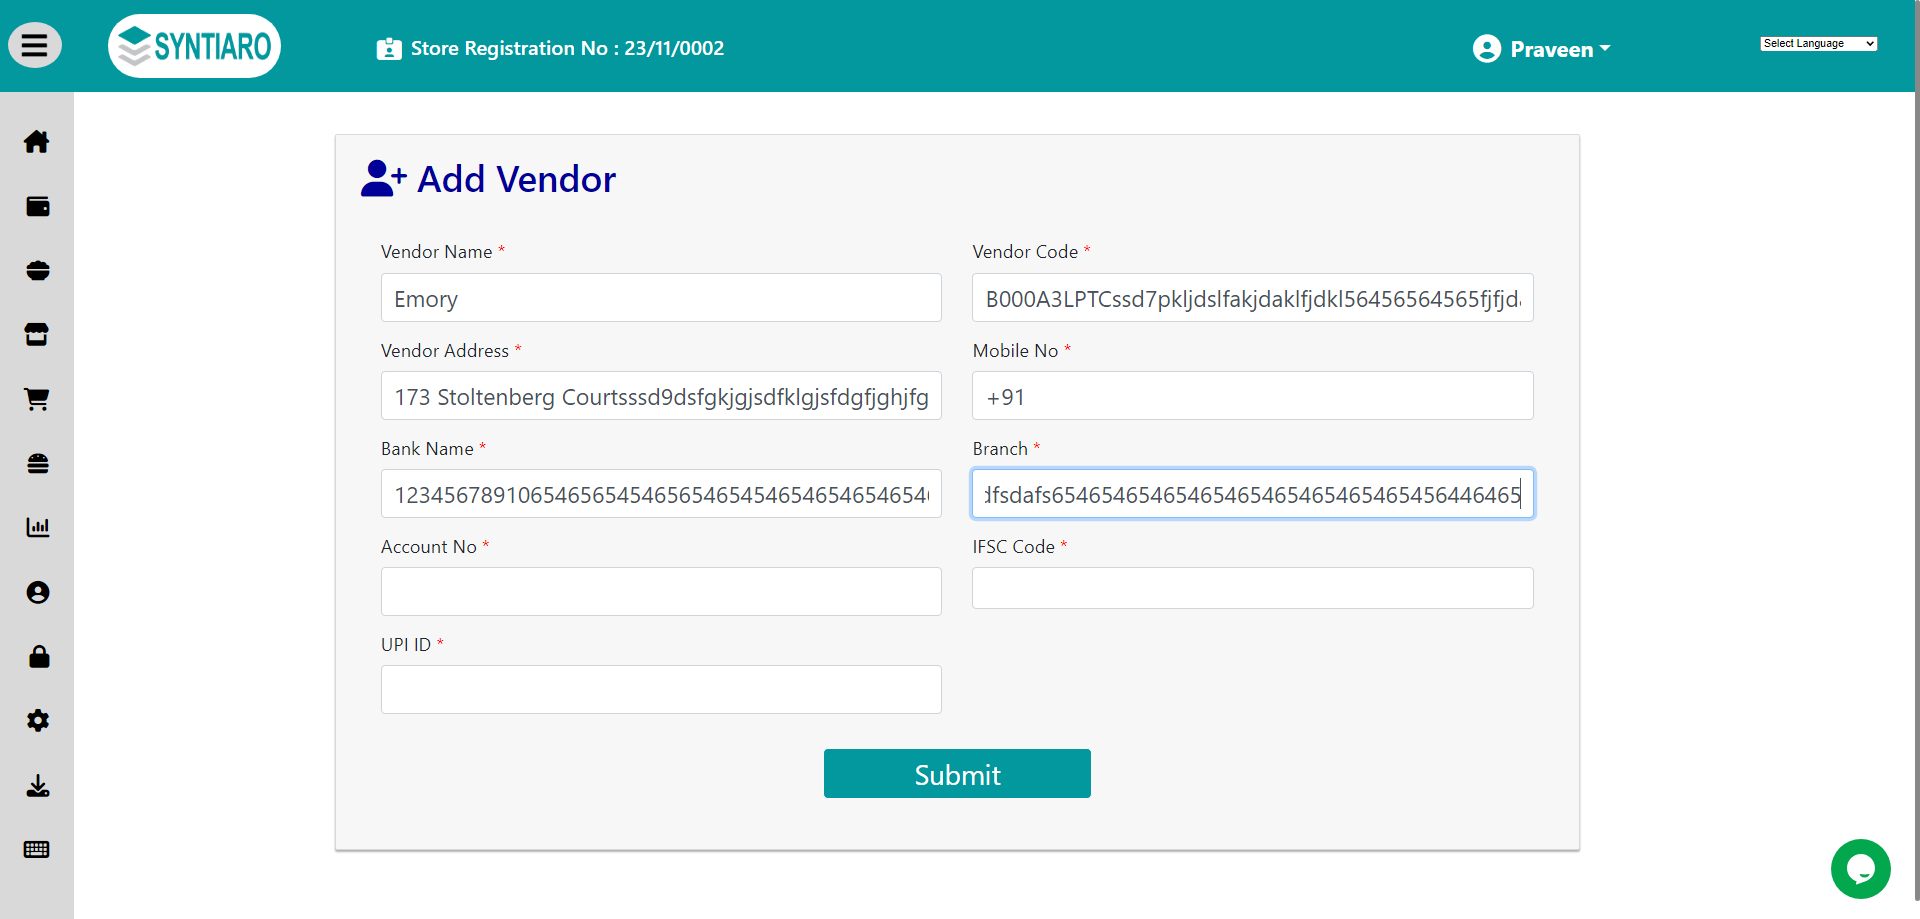 SYNTIARO
Store Registration No : 23/11/0002
Praveen
Select Language
Add Vendor
Vendor Name *
Vendor Code *
Emory
B000A3LPTCssd7pkljdslfakjdaklfjdkl56456564565fjfjd
Vendor Address *
Mobile No *
173 Stoltenberg Courtsssd9dsfgkjgjsdfklgjsfdgfjghjfg
+91
Bank Name *
Branch *
1234567891065465654546565465454654654654654
dfsdafs65465465465465465465465465465456446465
Account No *
IFSC Code *
UPI ID *
Submit